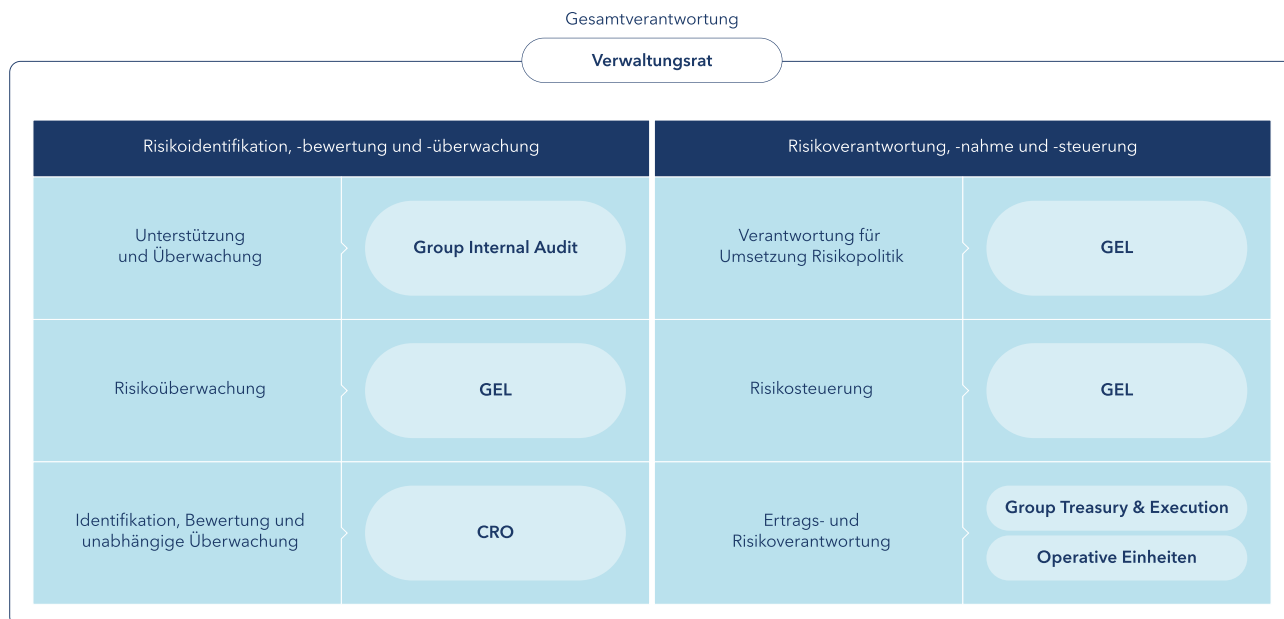 Gesamtverantwortung
Verwaltungsrat
Risikoidentifikation, -bewertung und -überwachung
Unterstützung
und Überwachung
Group Internal Audit
Risikoüberwachung
GEL
Identifikation, Bewertung und
unabhängige Überwachung
CRO
Risikoverantwortung, -nahme und -steuerung
Verantwortung für
Umsetzung Risikopolitik
GEL
Risikosteuerung
GEL
Ertrags- und
Risikoverantwortung
Group Treasury & Execution
Operative Einheiten